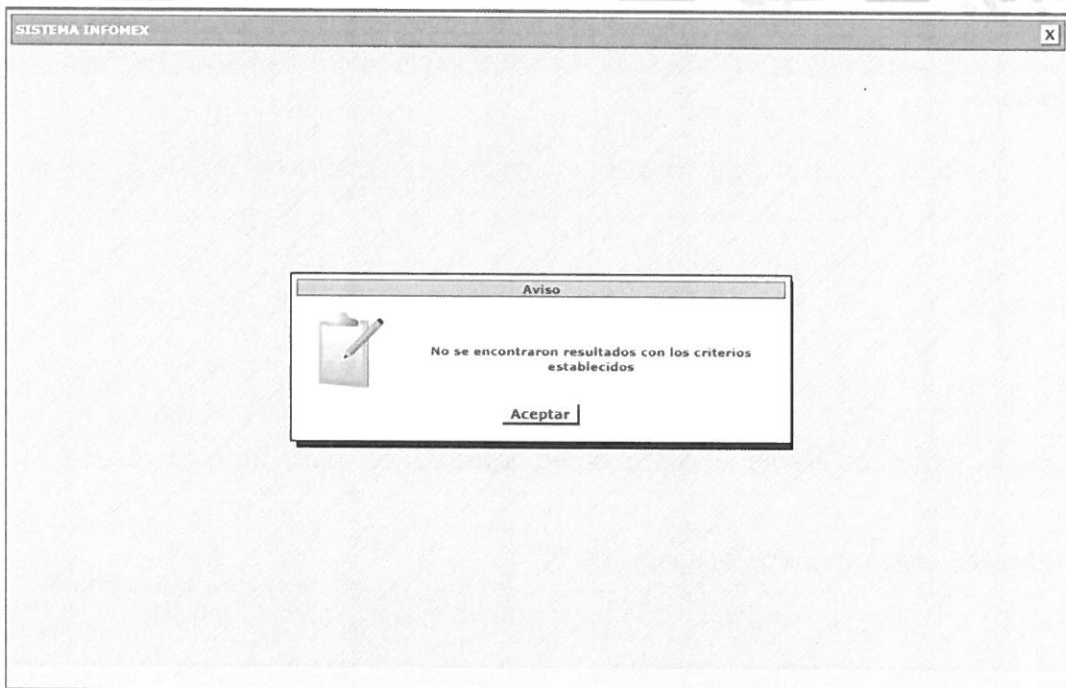 SISTEMA INFOMEX
X
Aviso
No se encontraron resultados con los criterios
establecidos
Aceptar